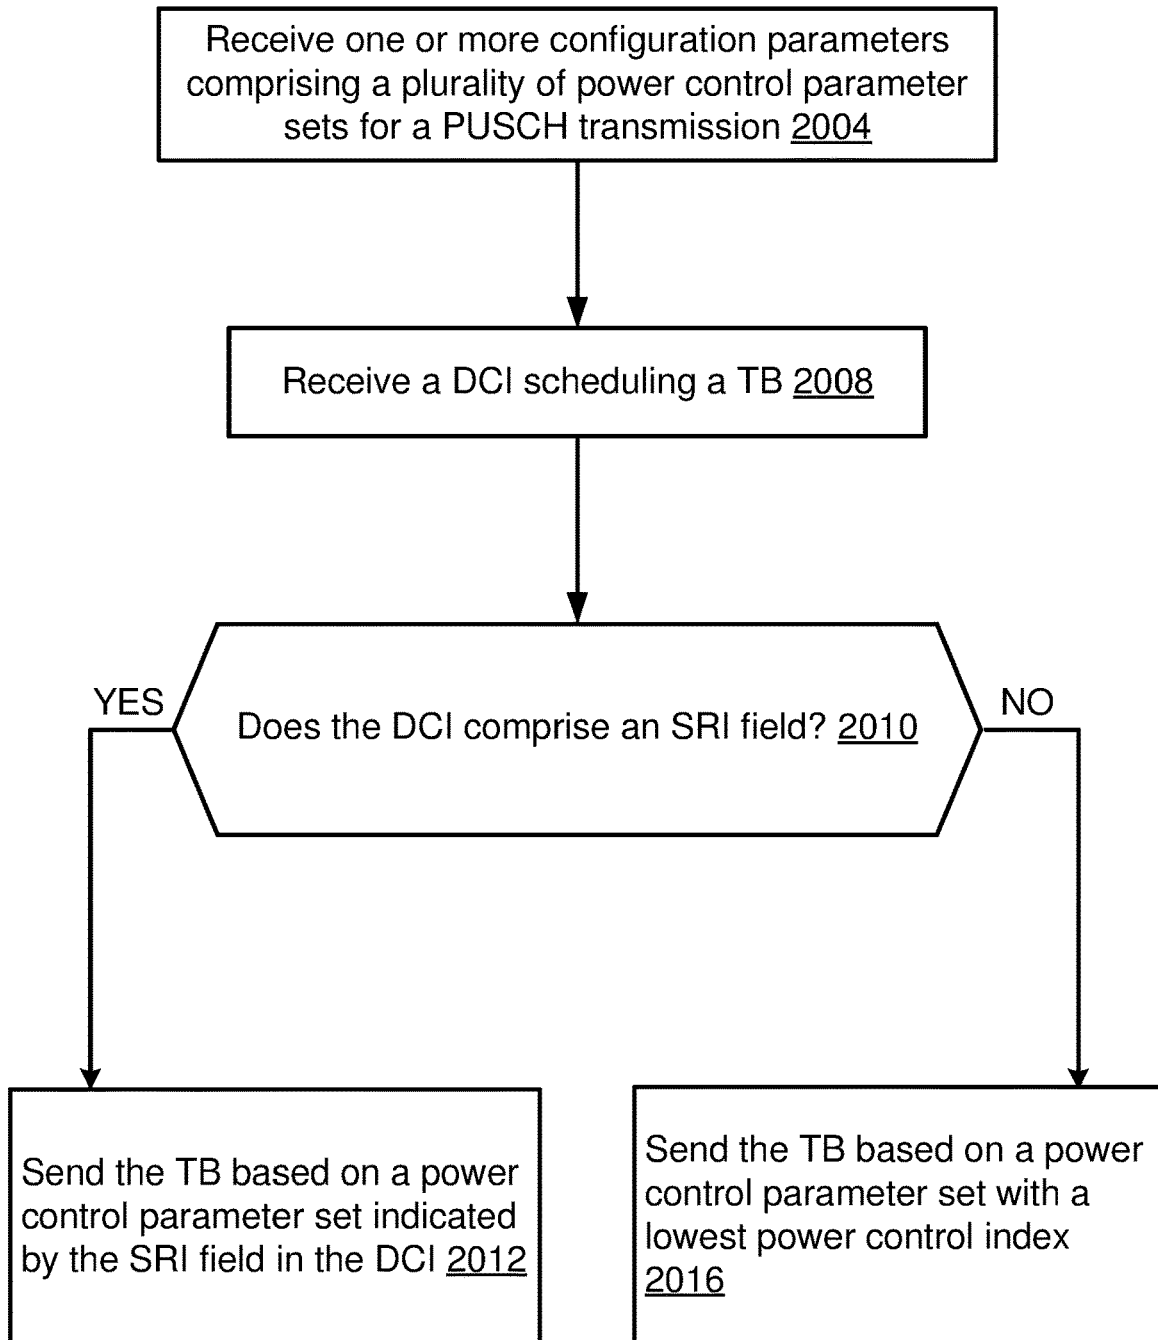 Receive one or more configuration parameters
comprising a plurality of power control parameter
sets for a PUSCH transmission 2004
Receive a DCI scheduling a TB 2008
YES
Does the DCI comprise an SRI field? 2010
NO
Send the TB based on a power
control parameter set indicated
by the SRI field in the DCI 2012
Send the TB based on a power
control parameter set with a
lowest power control index
2016